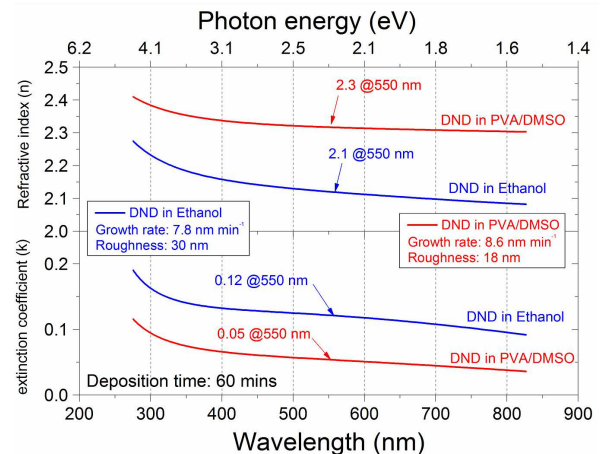 Photon energy (eV)
6.2 4.1 3.1 2.5 2.1 1.8 1.5 1.4
Refractive index (n)
2.5
2.4
2.3
2.2
2.1
2.0
2.3 @550 nm
DND in PVA/DMSO
2.1 @550 nm
DND in Ethanol
DND in Ethanol
Growth rate: 7.8 nm min⁻¹
Roughness: 30 nm
DND in PVA/DMSO
Growth rate: 8.6 nm min⁻¹
Roughness: 18 nm
extinction coefficient (k)
0.2
0.1
0.0
0.12 @550 nm
DND in Ethanol
0.05 @550 nm
DND in PVA/DMSO
Deposition time: 60 mins
200 300 400 500 600 700 800 900
Wavelength (nm)